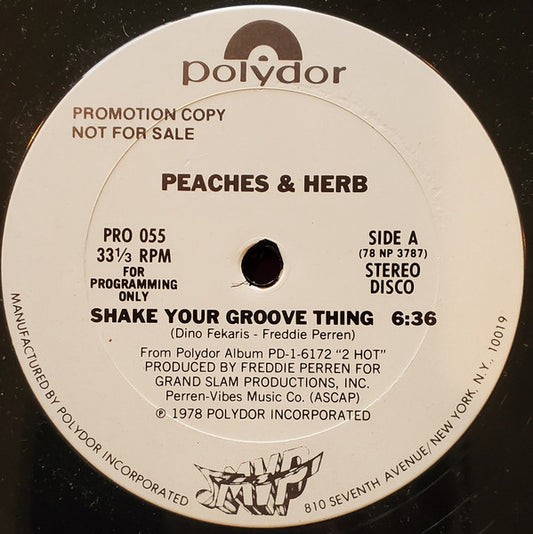 polydor
PROMOTION COPY
NOT FOR SALE
PEACHES & HERB
PRO 055
33⅓ RPM
FOR
PROGRAMMING
ONLY
SIDE A
(78 NP 3787)
STEREO
DISCO
SHAKE YOUR GROOVE THING 6:36
(Dino Fekaris - Freddie Perren)
From Polydor Album PD-1-6172 “2 HOT”
PRODUCED BY FREDDIE PERREN FOR
GRAND SLAM PRODUCTIONS, INC.
Perren-Vibes Music Co. (ASCAP)
℗ 1978 POLYDOR INCORPORATED
MVP
MANUFACTURED BY POLYDOR INCORPORATED
810 SEVENTH AVENUE/NEW YORK, N.Y., 10019